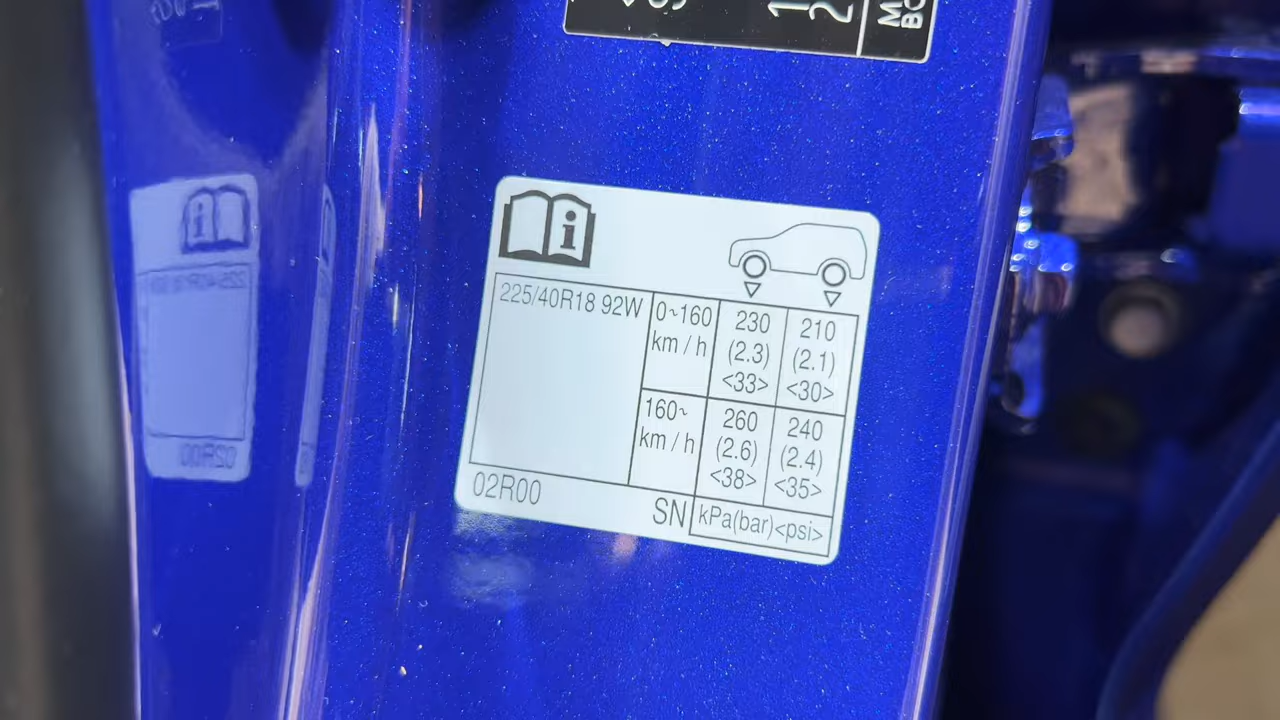 i
225/40R18 92W
0~160
km / h
230
(2.3)
<33>
210
(2.1)
<30>
160~
km / h
260
(2.6)
<38>
240
(2.4)
<35>
02R00
SN
kPa(bar)<psi>